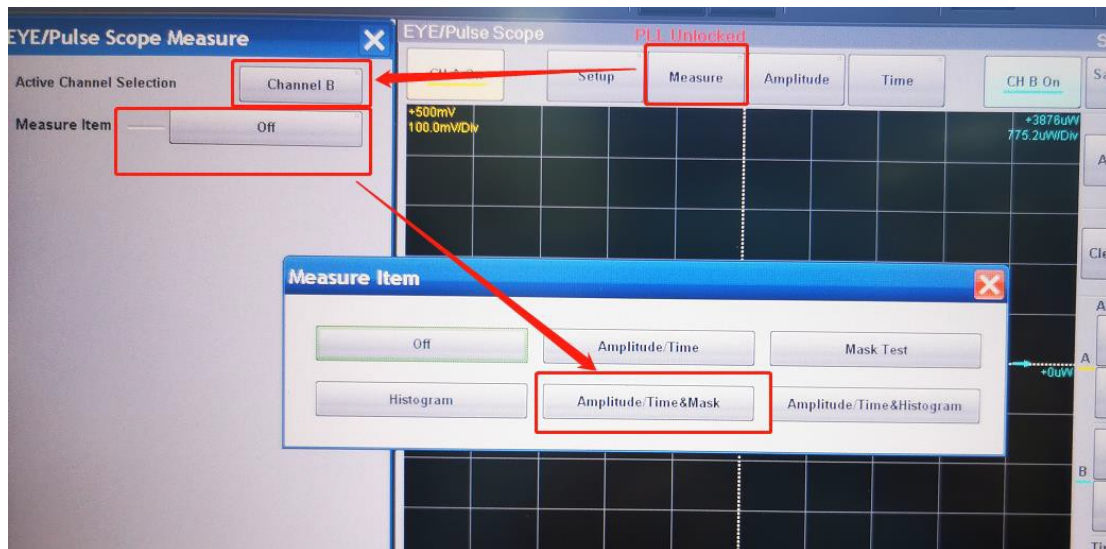 EYE/Pulse Scope Measure
Active Channel Selection
Channel B
Measure Item
Off
EYE/Pulse Scope
PLL Unlocked
CH A On
Setup
Measure
Amplitude
Time
CH B On
+500mV
100.0mV/Div
+3876uW
775.2uW/Div
Measure Item
Off
Amplitude/Time
Mask Test
Histogram
Amplitude/Time&Mask
Amplitude/Time&Histogram
A
+0uW
B